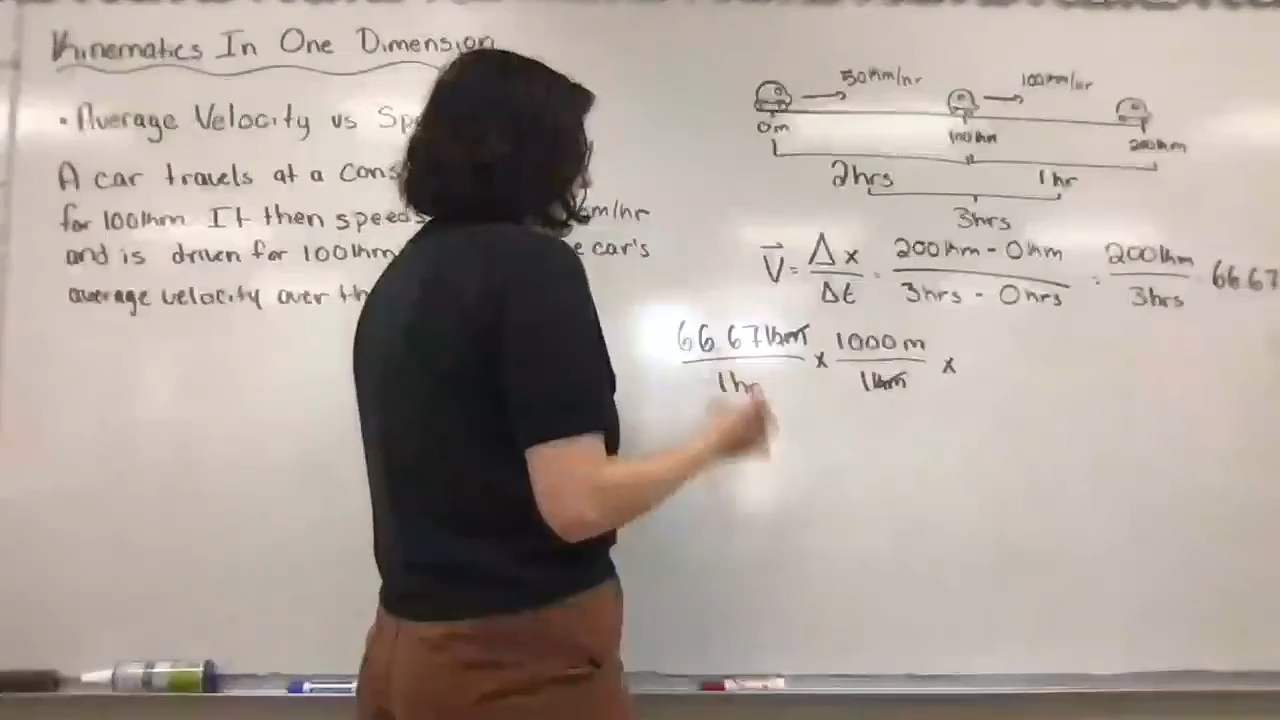 Kinematics In One Dimension
• Average Velocity vs Sp
A car travels at a cons
for 100km It then speeds m/hr
and is driven for 100km e car's
average velocity over th
50km/hr 100km/hr
0m 100km 200km
2hrs 1hr
3hrs
V = Δx / Δt = 200km - 0km / 3hrs - 0hrs = 200km / 3hrs = 66.67
66.67km / 1hr x 1000m / 1km x